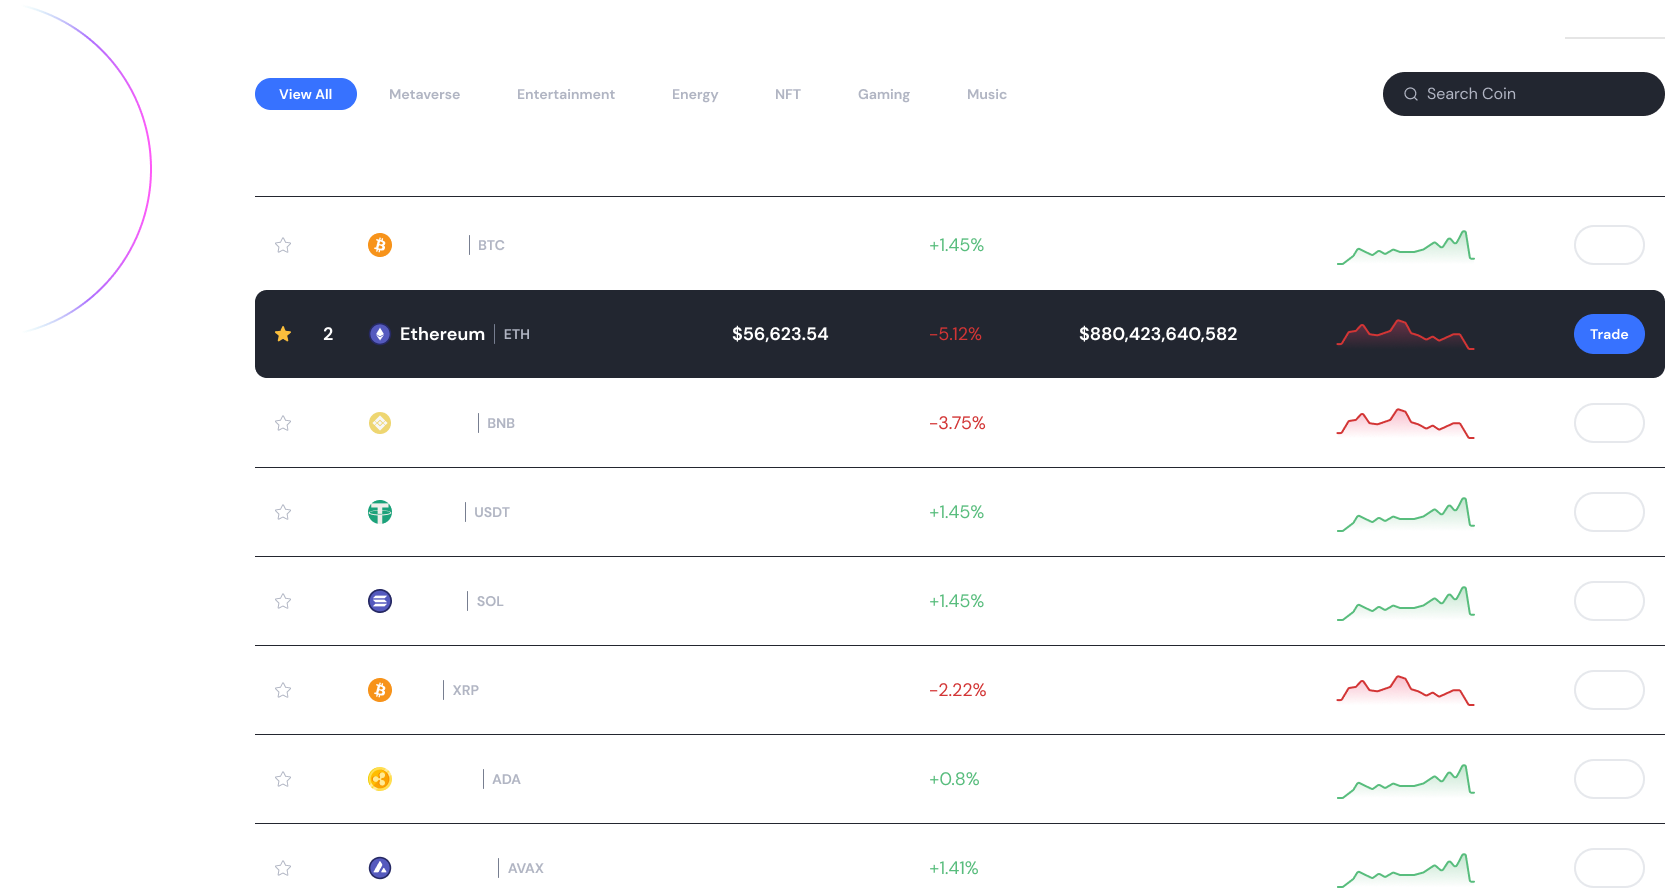 View All Metaverse Entertainment Energy NFT Gaming Music Search Coin
BTC +1.45%
2 Ethereum ETH $56,623.54 -5.12% $880,423,640,582 Trade
BNB -3.75%
USDT +1.45%
SOL +1.45%
XRP -2.22%
ADA +0.8%
AVAX +1.41%